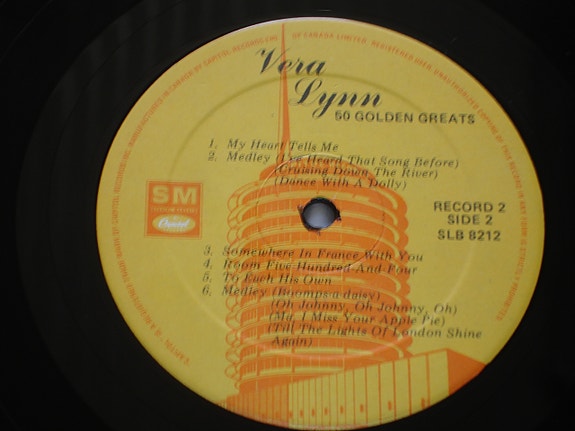 Vera
Lynn
50 GOLDEN GREATS
1. My Heart Tells Me
2. Medley (I've Heard That Song Before)
(Cruising Down The River)
(Dance With A Dolly)
RECORD 2
SIDE 2
SLB 8212
SM
Capitol
3. Somewhere In France With You
4. Room Five Hundred And Four
5. To Each His Own
6. Medley (Boomps-a-daisy)
(Oh Johnny, Oh Johnny, Oh)
(Ma, I Miss Your Apple Pie)
(Till The Lights Of London Shine
Again)